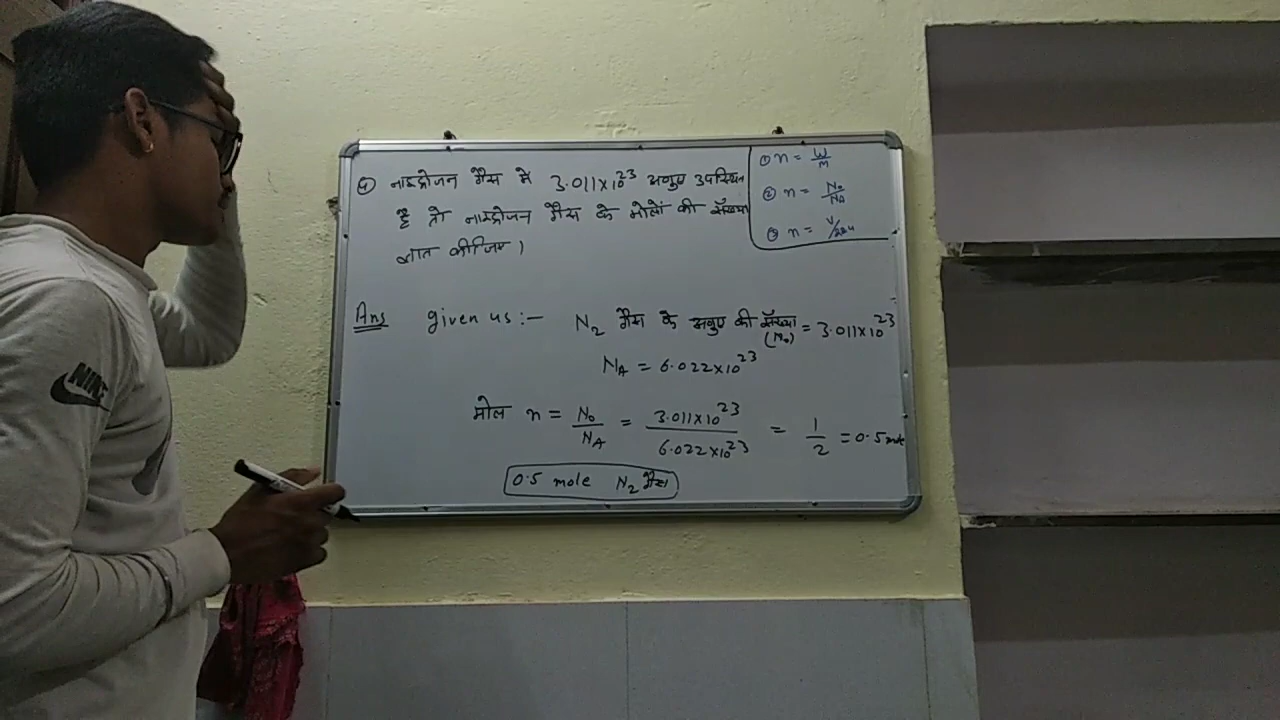 ④ नाइट्रोजन गैस में 3.011×10²³ अणुए उपस्थित
है तो नाइट्रोजन गैस के मोलों की संख्या
ज्ञात कीजिए।
① n = W/M
② n = N₀/NA
③ n = V/22.4
Ans given us :- N₂ गैस के अणुए की संख्या (N₀) = 3.011×10²³
NA = 6.022×10²³
मोल n = N₀/NA = 3.011×10²³/6.022×10²³ = 1/2 = 0.5 mole
0.5 mole N₂ गैस
NIKE